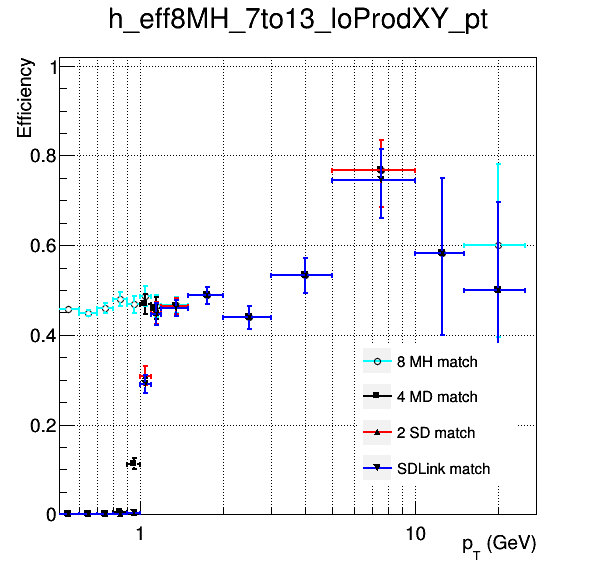 h_eff8MH_7to13_loProdXY_pt
Efficiency
1
0.8
0.6
0.4
0.2
0
8 MH match
4 MD match
2 SD match
SDLink match
1
10
p_T (GeV)